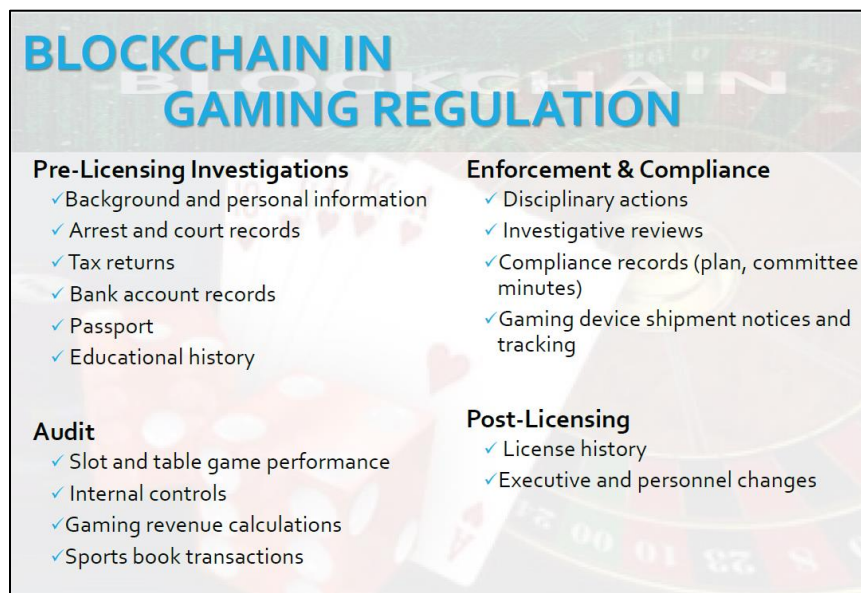 BLOCKCHAIN IN
BLOCKCHAIN
GAMING REGULATION
Pre-Licensing Investigations
✓Background and personal information
✓ Arrest and court records
✓ Tax returns
✓ Bank account records
✓ Passport
✓ Educational history
Audit
✓ Slot and table game performance
✓ Internal controls
✓Gaming revenue calculations
✓Sports book transactions
Enforcement & Compliance
✓ Disciplinary actions
✓ Investigative reviews
✓Compliance records (plan, committee
minutes)
✓Gaming device shipment notices and
tracking
Post-Licensing
✓ License history
✓Executive and personnel changes